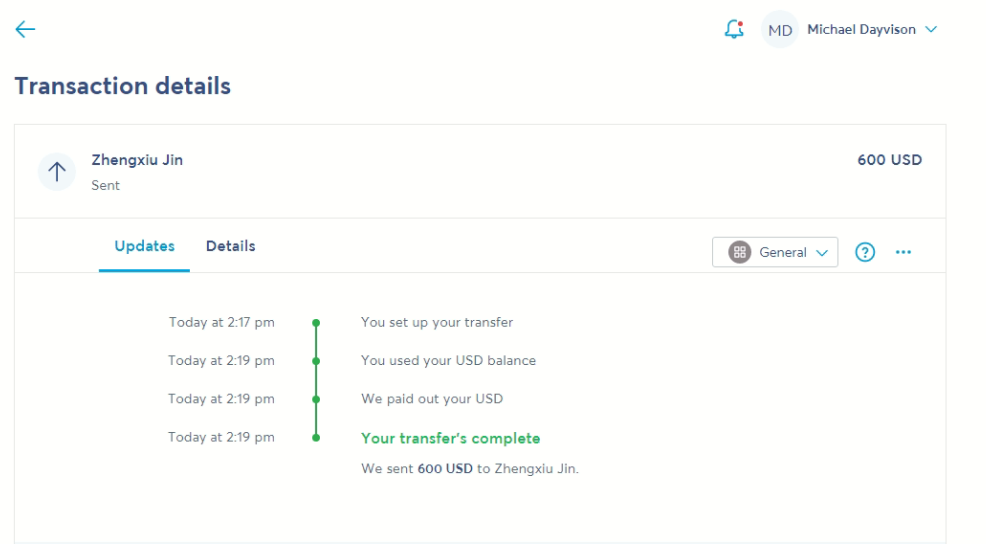 MD Michael Dayvison
Transaction details
Zhengxiu Jin 600 USD
Sent
Updates Details General ? ...
Today at 2:17 pm You set up your transfer
Today at 2:19 pm You used your USD balance
Today at 2:19 pm We paid out your USD
Today at 2:19 pm Your transfer's complete
We sent 600 USD to Zhengxiu Jin.